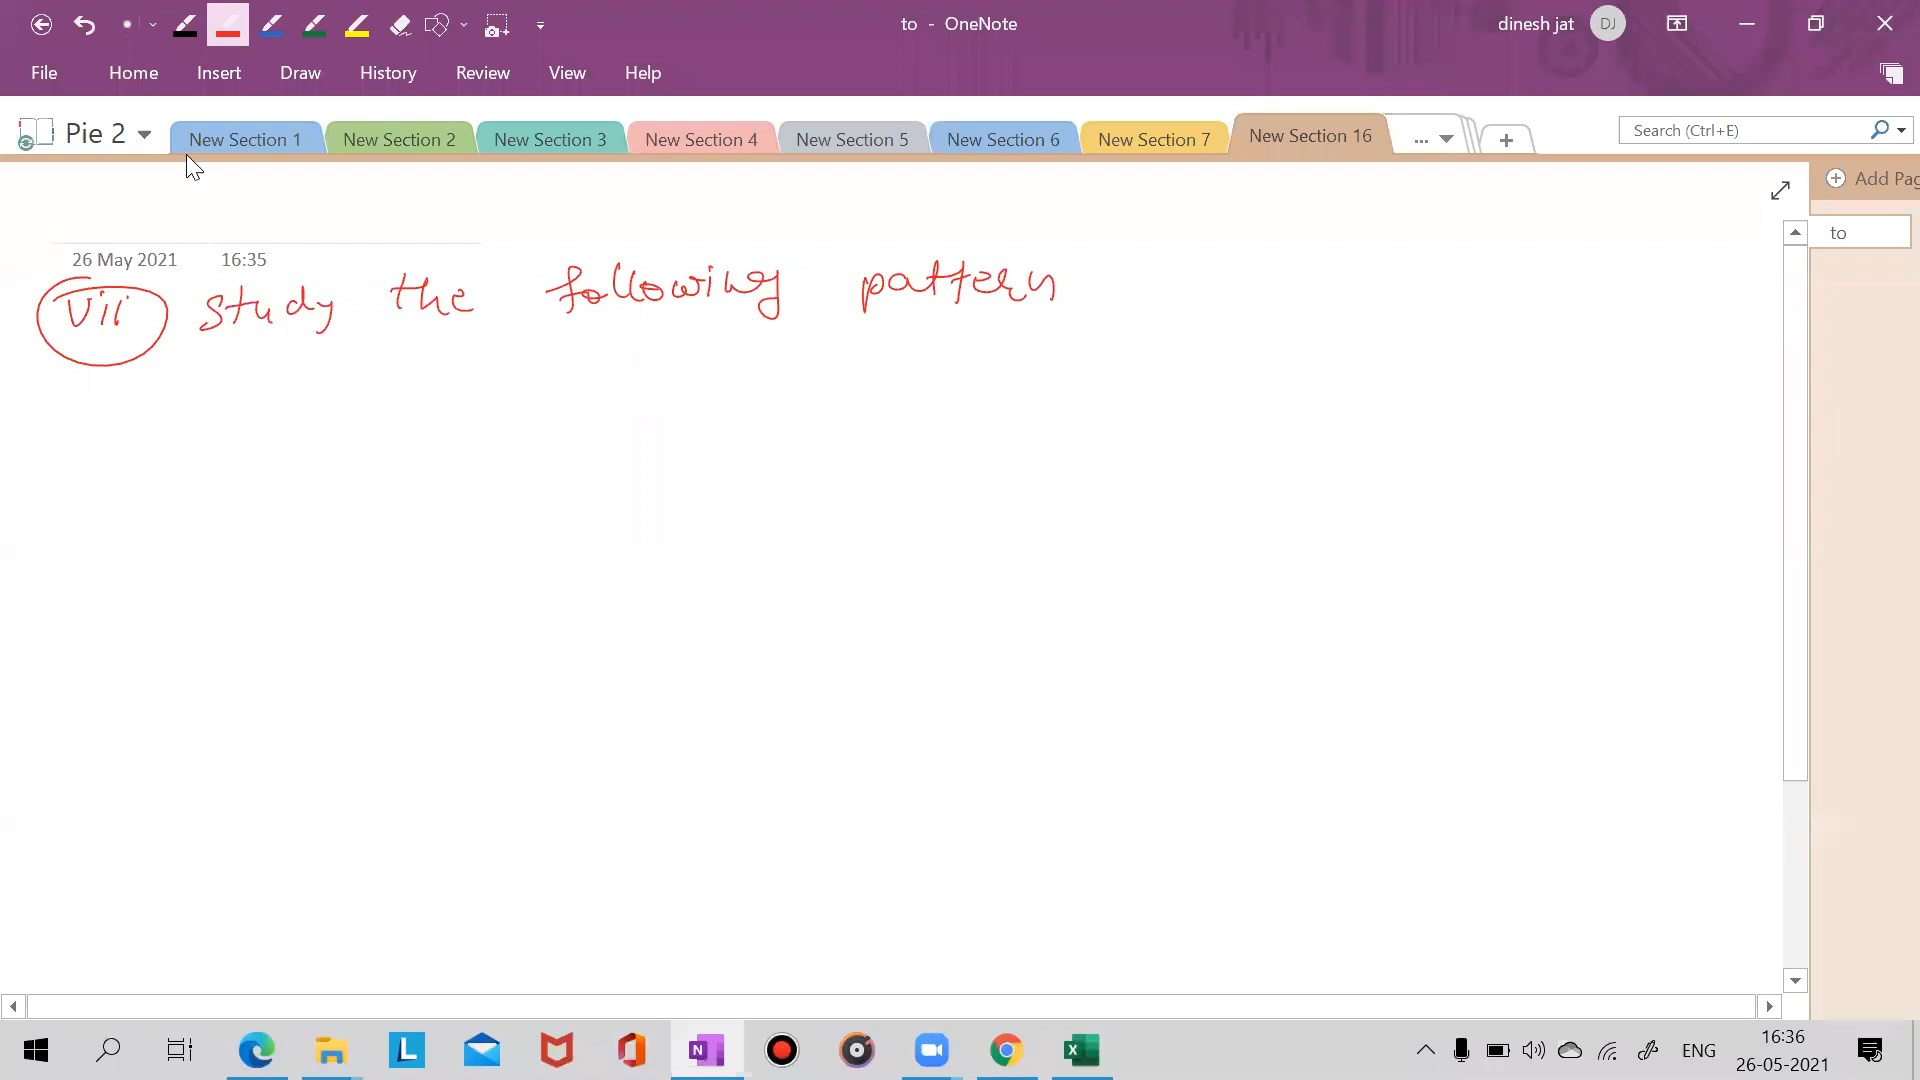 to - OneNote
dinesh jat
DJ
File Home Insert Draw History Review View Help
Pie 2
New Section 1
New Section 2
New Section 3
New Section 4
New Section 5
New Section 6
New Section 7
New Section 16
...
Search (Ctrl+E)
Add Pag
to
26 May 2021 16:35
vii study the following pattern
L
N
X
ENG
16:36
26-05-2021